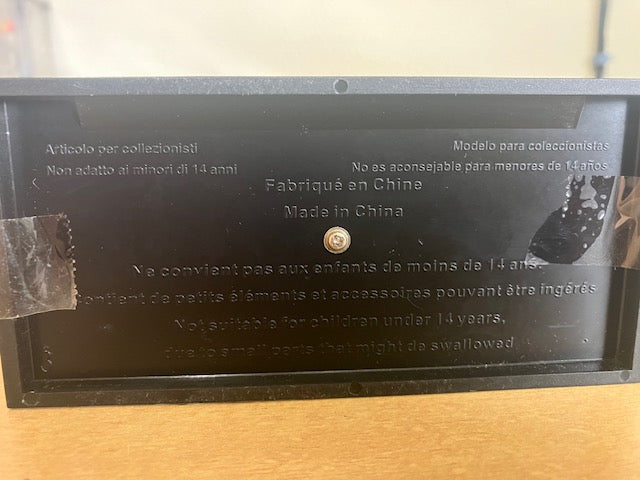 Articolo per collezionisti
Non adatto ai minori di 14 anni
Modelo para coleccionistas
No es aconsejable para menores de 14 años
Fabriqué en Chine
Made in China
Ne convient pas aux enfants de moins de 14 ans.
contient de petits éléments et accessoires pouvant être ingérés
Not suitable for children under 14 years,
due to small parts that might be swallowed